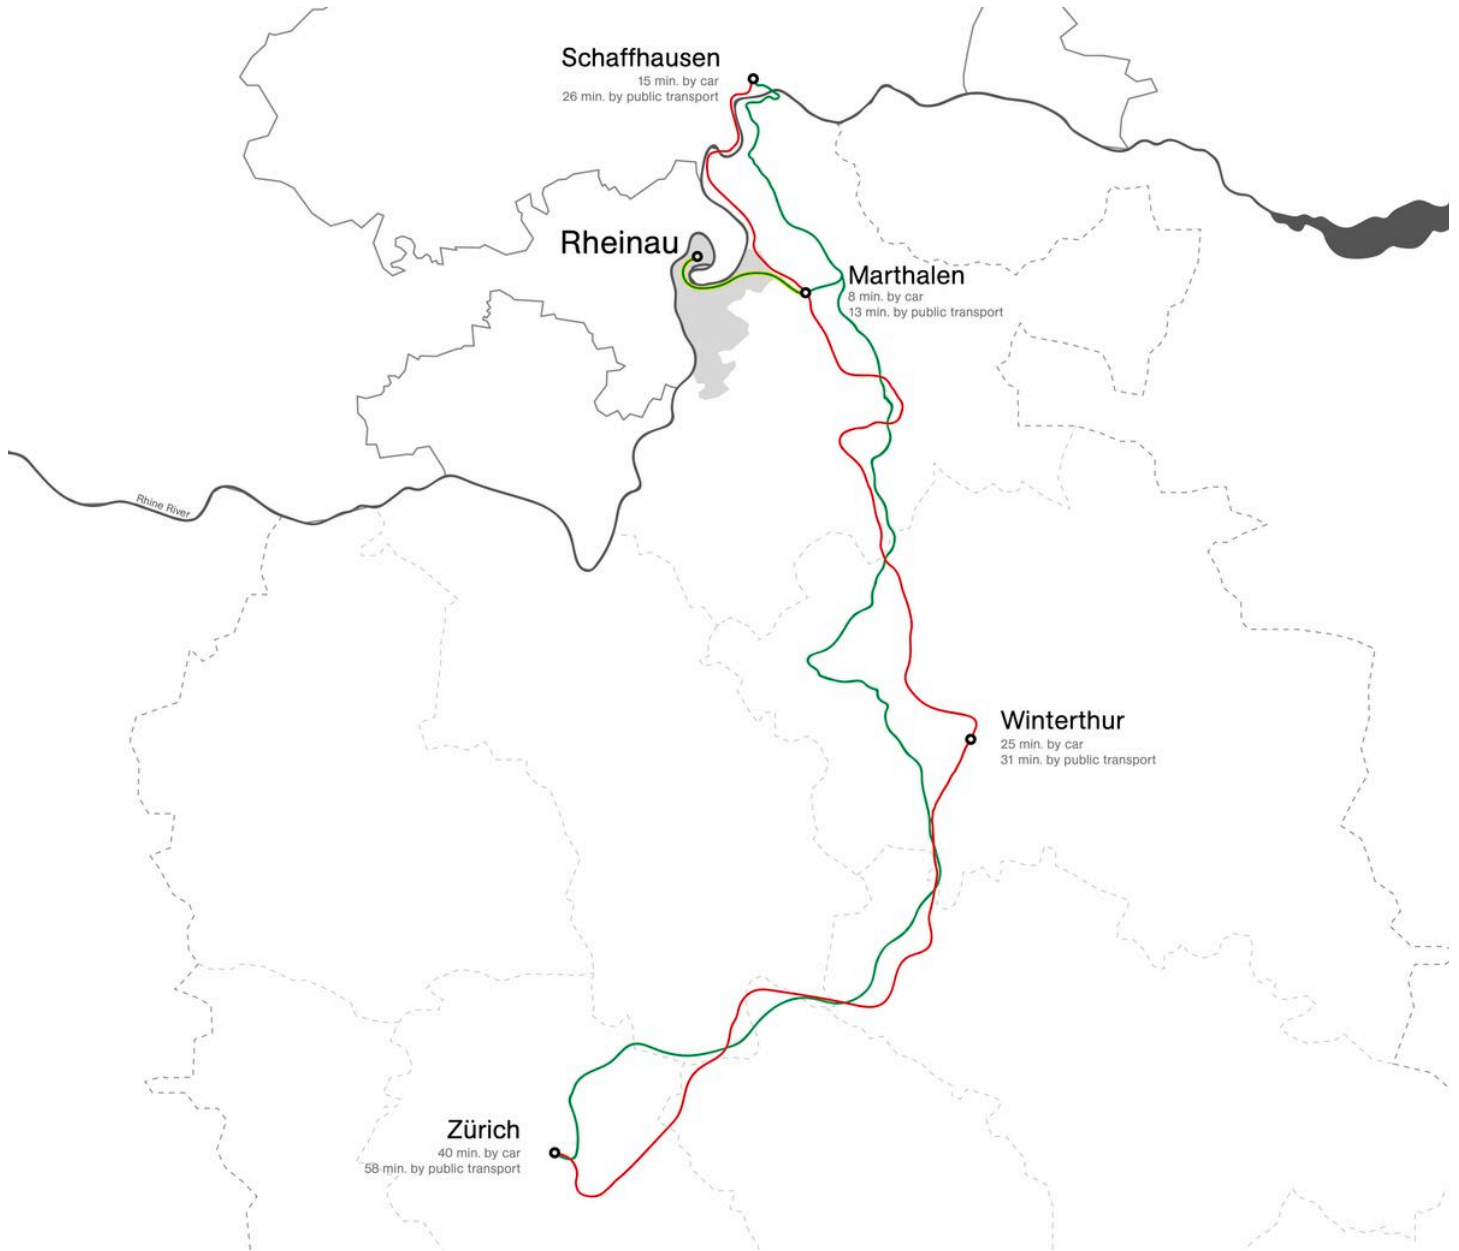 Schaffhausen
15 min. by car
26 min. by public transport
Rheinau
Marthalen
8 min. by car
13 min. by public transport
Rhine River
Winterthur
25 min. by car
31 min. by public transport
Zürich
40 min. by car
58 min. by public transport